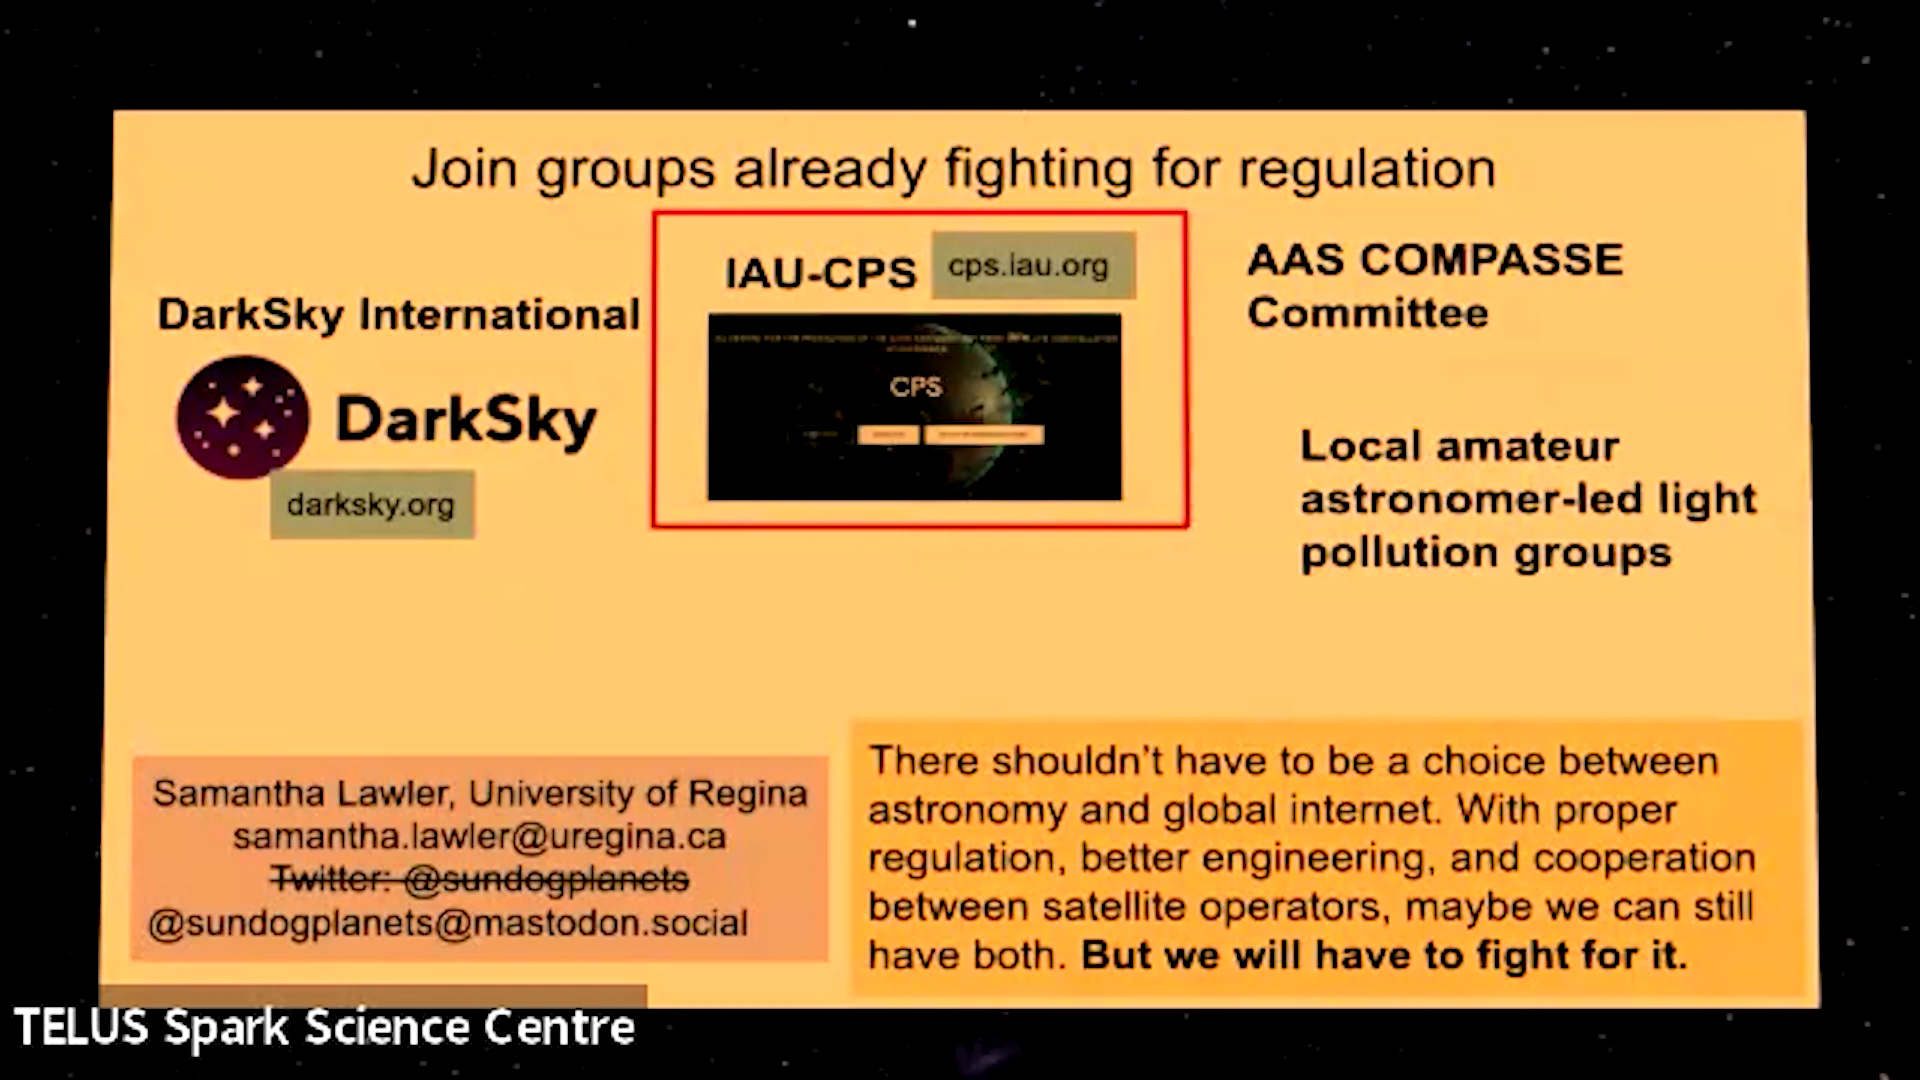 Join groups already fighting for regulation
DarkSky International
DarkSky
darksky.org
IAU-CPS
cps.iau.org
CPS
AAS COMPASSE
Committee
Local amateur
astronomer-led light
pollution groups
Samantha Lawler, University of Regina
samantha.lawler@uregina.ca
Twitter: @sundogplanets
@sundogplanets@mastodon.social
There shouldn't have to be a choice between
astronomy and global internet. With proper
regulation, better engineering, and cooperation
between satellite operators, maybe we can still
have both. But we will have to fight for it.
TELUS Spark Science Centre